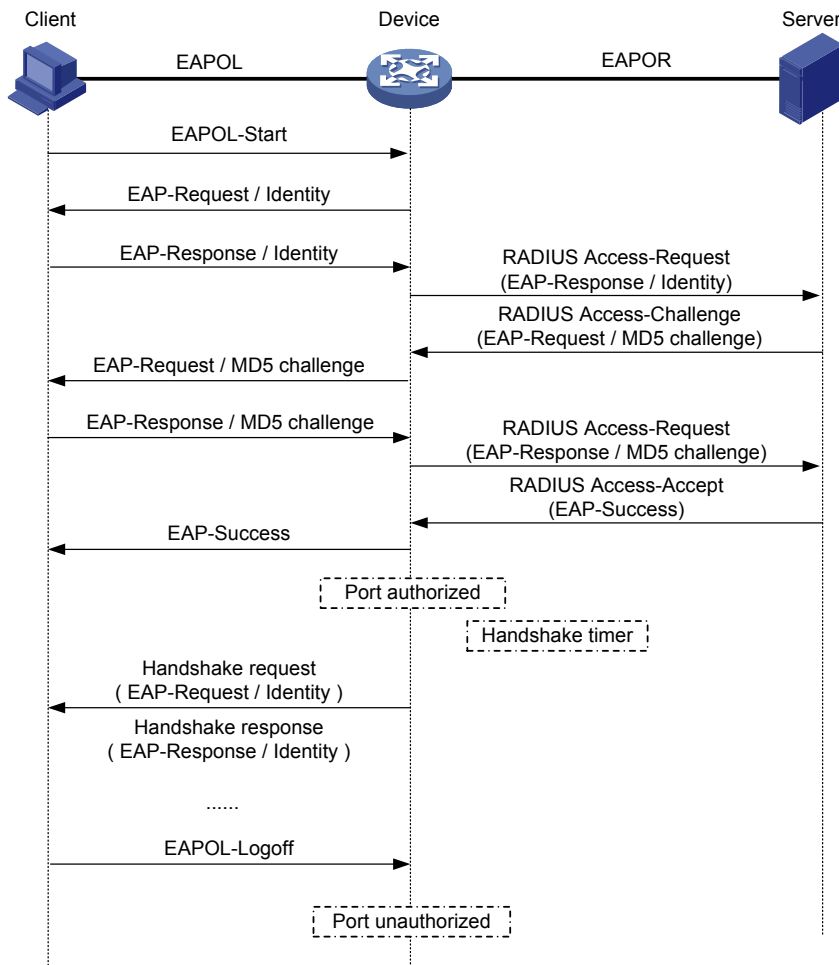 Client
Device
Server
EAPOL
EAPOR
EAPOL-Start
EAP-Request / Identity
EAP-Response / Identity
RADIUS Access-Request
(EAP-Response / Identity)
RADIUS Access-Challenge
(EAP-Request / MD5 challenge)
EAP-Request / MD5 challenge
EAP-Response / MD5 challenge
RADIUS Access-Request
(EAP-Response / MD5 challenge)
RADIUS Access-Accept
(EAP-Success)
EAP-Success
Port authorized
Handshake timer
Handshake request
( EAP-Request / Identity )
Handshake response
( EAP-Response / Identity )
......
EAPOL-Logoff
Port unauthorized